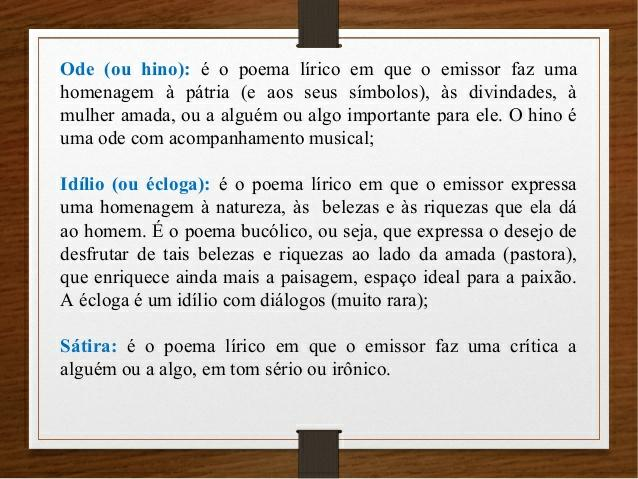 Ode (ou hino): é o poema lírico em que o emissor faz uma
homenagem à pátria (e aos seus símbolos), às divindades, à
mulher amada, ou a alguém ou algo importante para ele. O hino é
uma ode com acompanhamento musical;
Idílio (ou écloga): é o poema lírico em que o emissor expressa
uma homenagem à natureza, às belezas e às riquezas que ela dá
ao homem. É o poema bucólico, ou seja, que expressa o desejo de
desfrutar de tais belezas e riquezas ao lado da amada (pastora),
que enriquece ainda mais a paisagem, espaço ideal para a paixão.
A écloga é um idílio com diálogos (muito rara);
Sátira: é o poema lírico em que o emissor faz uma crítica a
alguém ou a algo, em tom sério ou irônico.